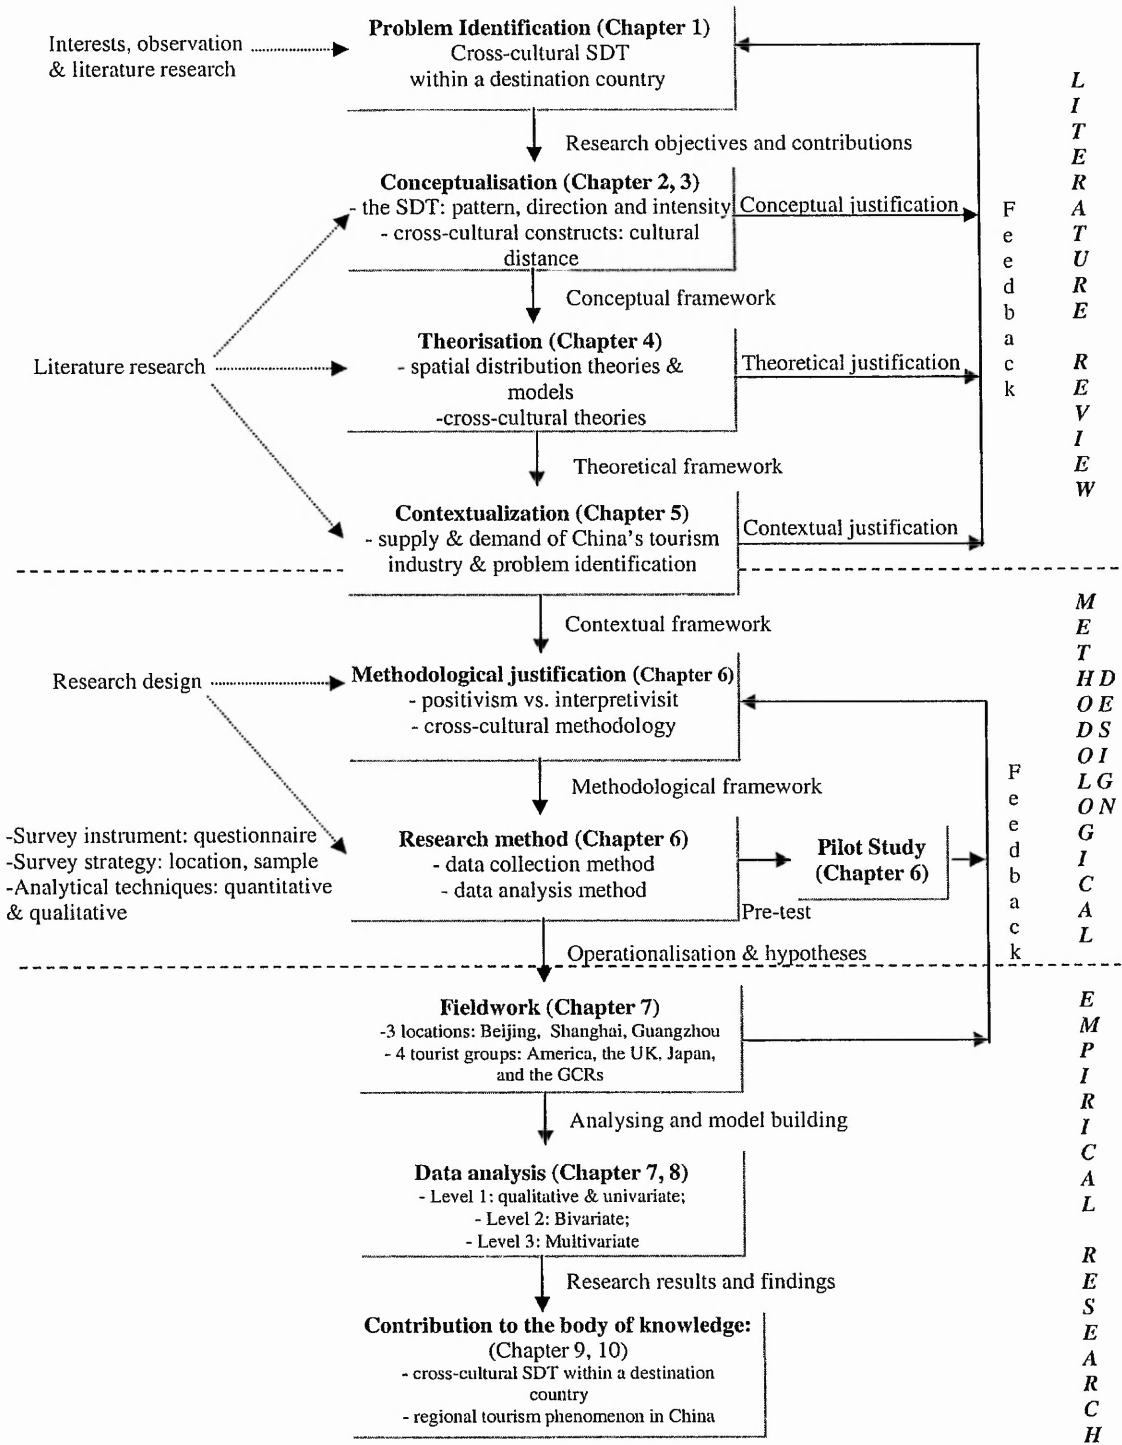 Problem Identification (Chapter 1)
Cross-cultural SDT
within a destination country
Interests, observation
& literature research
Research objectives and contributions
Conceptualisation (Chapter 2, 3)
- the SDT: pattern, direction and intensity
- cross-cultural constructs: cultural
distance
Conceptual justification
Conceptual framework
Literature research
Theorisation (Chapter 4)
- spatial distribution theories &
models
-cross-cultural theories
Theoretical justification
Theoretical framework
Contextualization (Chapter 5)
- supply & demand of China's tourism
industry & problem identification
Contextual justification
Feedback
LITERATURE REVIEW
Contextual framework
Research design
Methodological justification (Chapter 6)
- positivism vs. interpretivisit
- cross-cultural methodology
Methodological framework
-Survey instrument: questionnaire
-Survey strategy: location, sample
-Analytical techniques: quantitative
& qualitative
Research method (Chapter 6)
- data collection method
- data analysis method
Pre-test
Pilot Study
(Chapter 6)
Feedback
METHODOLOGICAL
DESIGN
Operationalisation & hypotheses
Fieldwork (Chapter 7)
-3 locations: Beijing, Shanghai, Guangzhou
- 4 tourist groups: America, the UK, Japan,
and the GCRs
Analysing and model building
Data analysis (Chapter 7, 8)
- Level 1: qualitative & univariate;
- Level 2: Bivariate;
- Level 3: Multivariate
Research results and findings
Contribution to the body of knowledge:
(Chapter 9, 10)
- cross-cultural SDT within a destination
country
- regional tourism phenomenon in China
EMPIRICAL RESEARCH